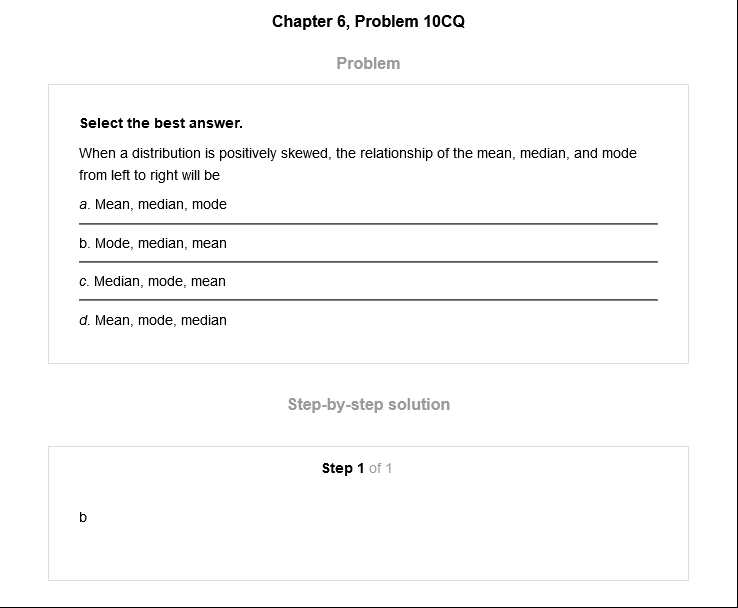 Chapter 6, Problem 10CQ
Problem
Select the best answer.
When a distribution is positively skewed, the relationship of the mean, median, and mode
from left to right will be
a. Mean, median, mode
b. Mode, median, mean
c. Median, mode, mean
d. Mean, mode, median
Step-by-step solution
Step 1 of 1
b